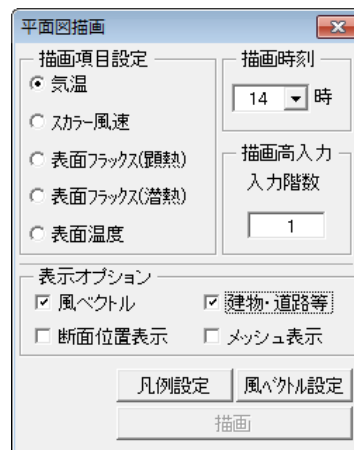 平面図描画
描画項目設定
気温
スカラー風速
表面フラックス(顕熱)
表面フラックス(潜熱)
表面温度
描画時刻
14 時
描画高入力
入力階数
1
表示オプション
風ベクトル
建物・道路等
断面位置表示
メッシュ表示
凡例設定
風ベクトル設定
描画